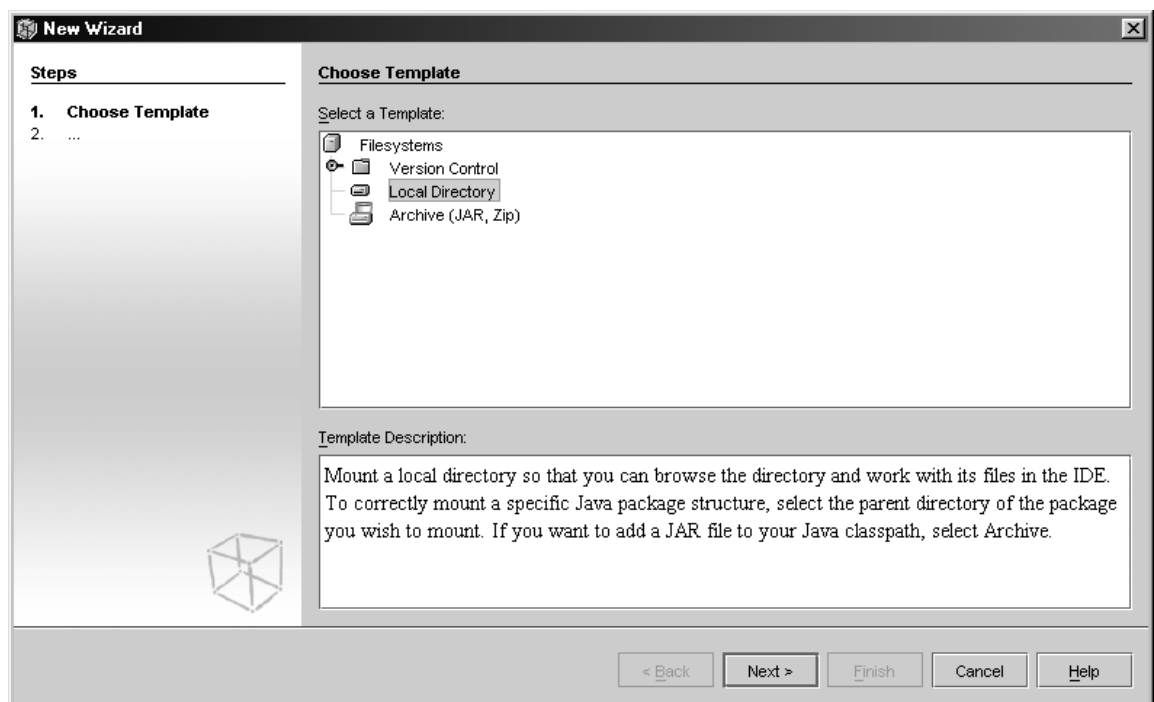 New Wizard
Steps
1. Choose Template
2. ...
Choose Template
Select a Template:
Filesystems
Version Control
Local Directory
Archive (JAR, Zip)
Template Description:
Mount a local directory so that you can browse the directory and work with its files in the IDE.
To correctly mount a specific Java package structure, select the parent directory of the package
you wish to mount. If you want to add a JAR file to your Java classpath, select Archive.
< Back
Next >
Finish
Cancel
Help